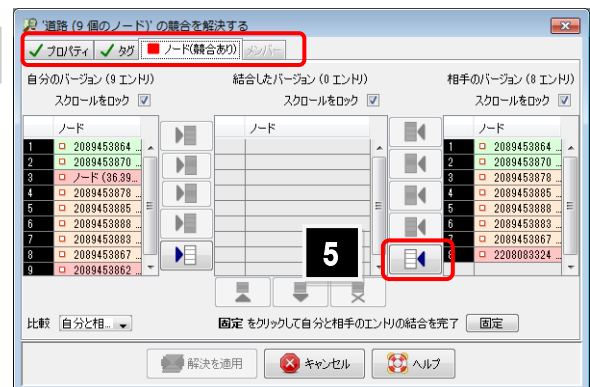 '道路 (9 個のノード)' の競合を解決する
プロパティ タグ ノード(競合あり) メンバー
自分のバージョン (9 エントリ) 結合したバージョン (0 エントリ) 相手のバージョン (8 エントリ)
スクロールをロック スクロールをロック スクロールをロック
ノード ノード ノード
1 2089453864 ... 1 2089453864 ...
2 2089453870 ... 2 2089453870 ...
3 ノード (36.39... 3 2089453878 ...
4 2089453878 ... 4 2089453885 ...
5 2089453885 ... 5 2089453888 ...
6 2089453888 ... 6 2089453883 ...
7 2089453883 ... 7 2089453867 ...
8 2089453867 ... 8 2208083324 ...
9 2089453862 ...
5
比較 自分と相... 固定 をクリックして自分と相手のエントリの結合を完了 固定
解決を適用 キャンセル ヘルプ